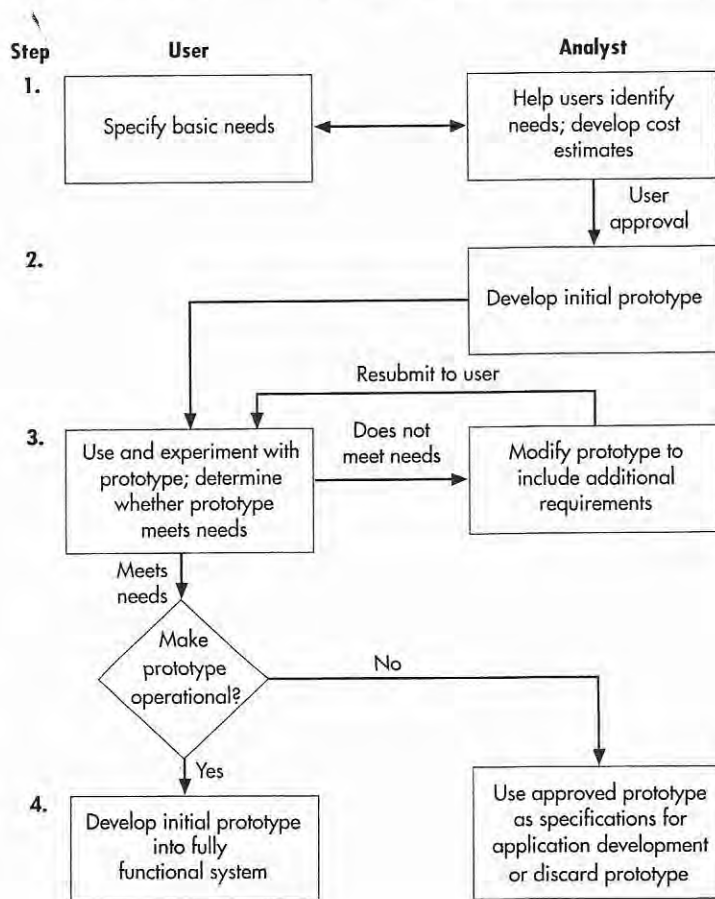 Step
User
Analyst
1.
Specify basic needs
Help users identify
needs; develop cost
estimates
User
approval
2.
Develop initial prototype
Resubmit to user
3.
Use and experiment with
prototype; determine
whether prototype
meets needs
Does not
meet needs
Modify prototype to
include additional
requirements
Meets
needs
Make
prototype
operational?
No
Yes
4.
Develop initial prototype
into fully
functional system
Use approved prototype
as specifications for
application development
or discard prototype